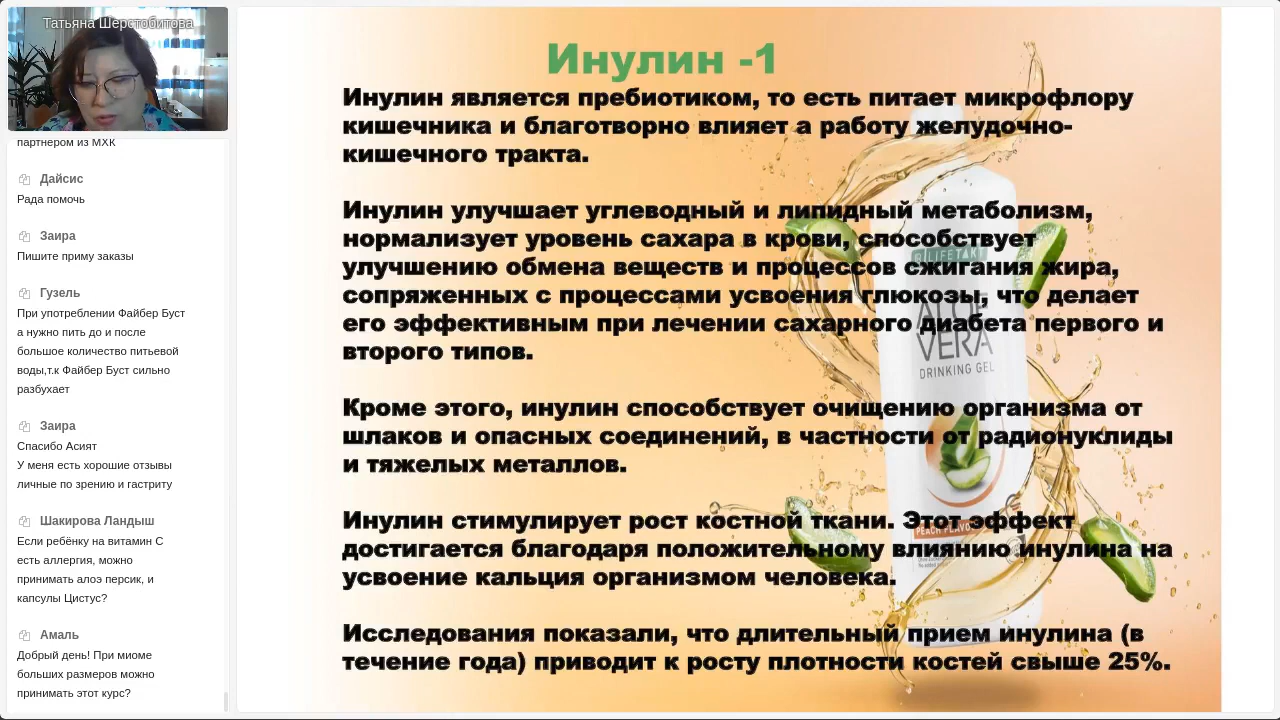 Татьяна Шерстобитова
партнером из МХК
Дайсис
Рада помочь
Заира
Пишите приму заказы
Гузель
При употреблении Файбер Буст
а нужно пить до и после
большое количество питьевой
воды,т.к Файбер Буст сильно
разбухает
Заира
Спасибо Асият
У меня есть хорошие отзывы
личные по зрению и гастриту
Шакирова Ландыш
Если ребёнку на витамин С
есть аллергия, можно
принимать алоэ персик, и
капсулы Цистус?
Амаль
Добрый день! При миоме
больших размеров можно
принимать этот курс?
Инулин -1
Инулин является пребиотиком, то есть питает микрофлору
кишечника и благотворно влияет а работу желудочно-
кишечного тракта.
Инулин улучшает углеводный и липидный метаболизм,
нормализует уровень сахара в крови, способствует
улучшению обмена веществ и процессов сжигания жира,
сопряженных с процессами усвоения глюкозы, что делает
его эффективным при лечении сахарного диабета первого и
второго типов.
Кроме этого, инулин способствует очищению организма от
шлаков и опасных соединений, в частности от радионуклиды
и тяжелых металлов.
Инулин стимулирует рост костной ткани. Этот эффект
достигается благодаря положительному влиянию инулина на
усвоение кальция организмом человека.
Исследования показали, что длительный прием инулина (в
течение года) приводит к росту плотности костей свыше 25%.
LIFETAKT
ALOE
VERA
DRINKING GEL
PEACH FLAVO